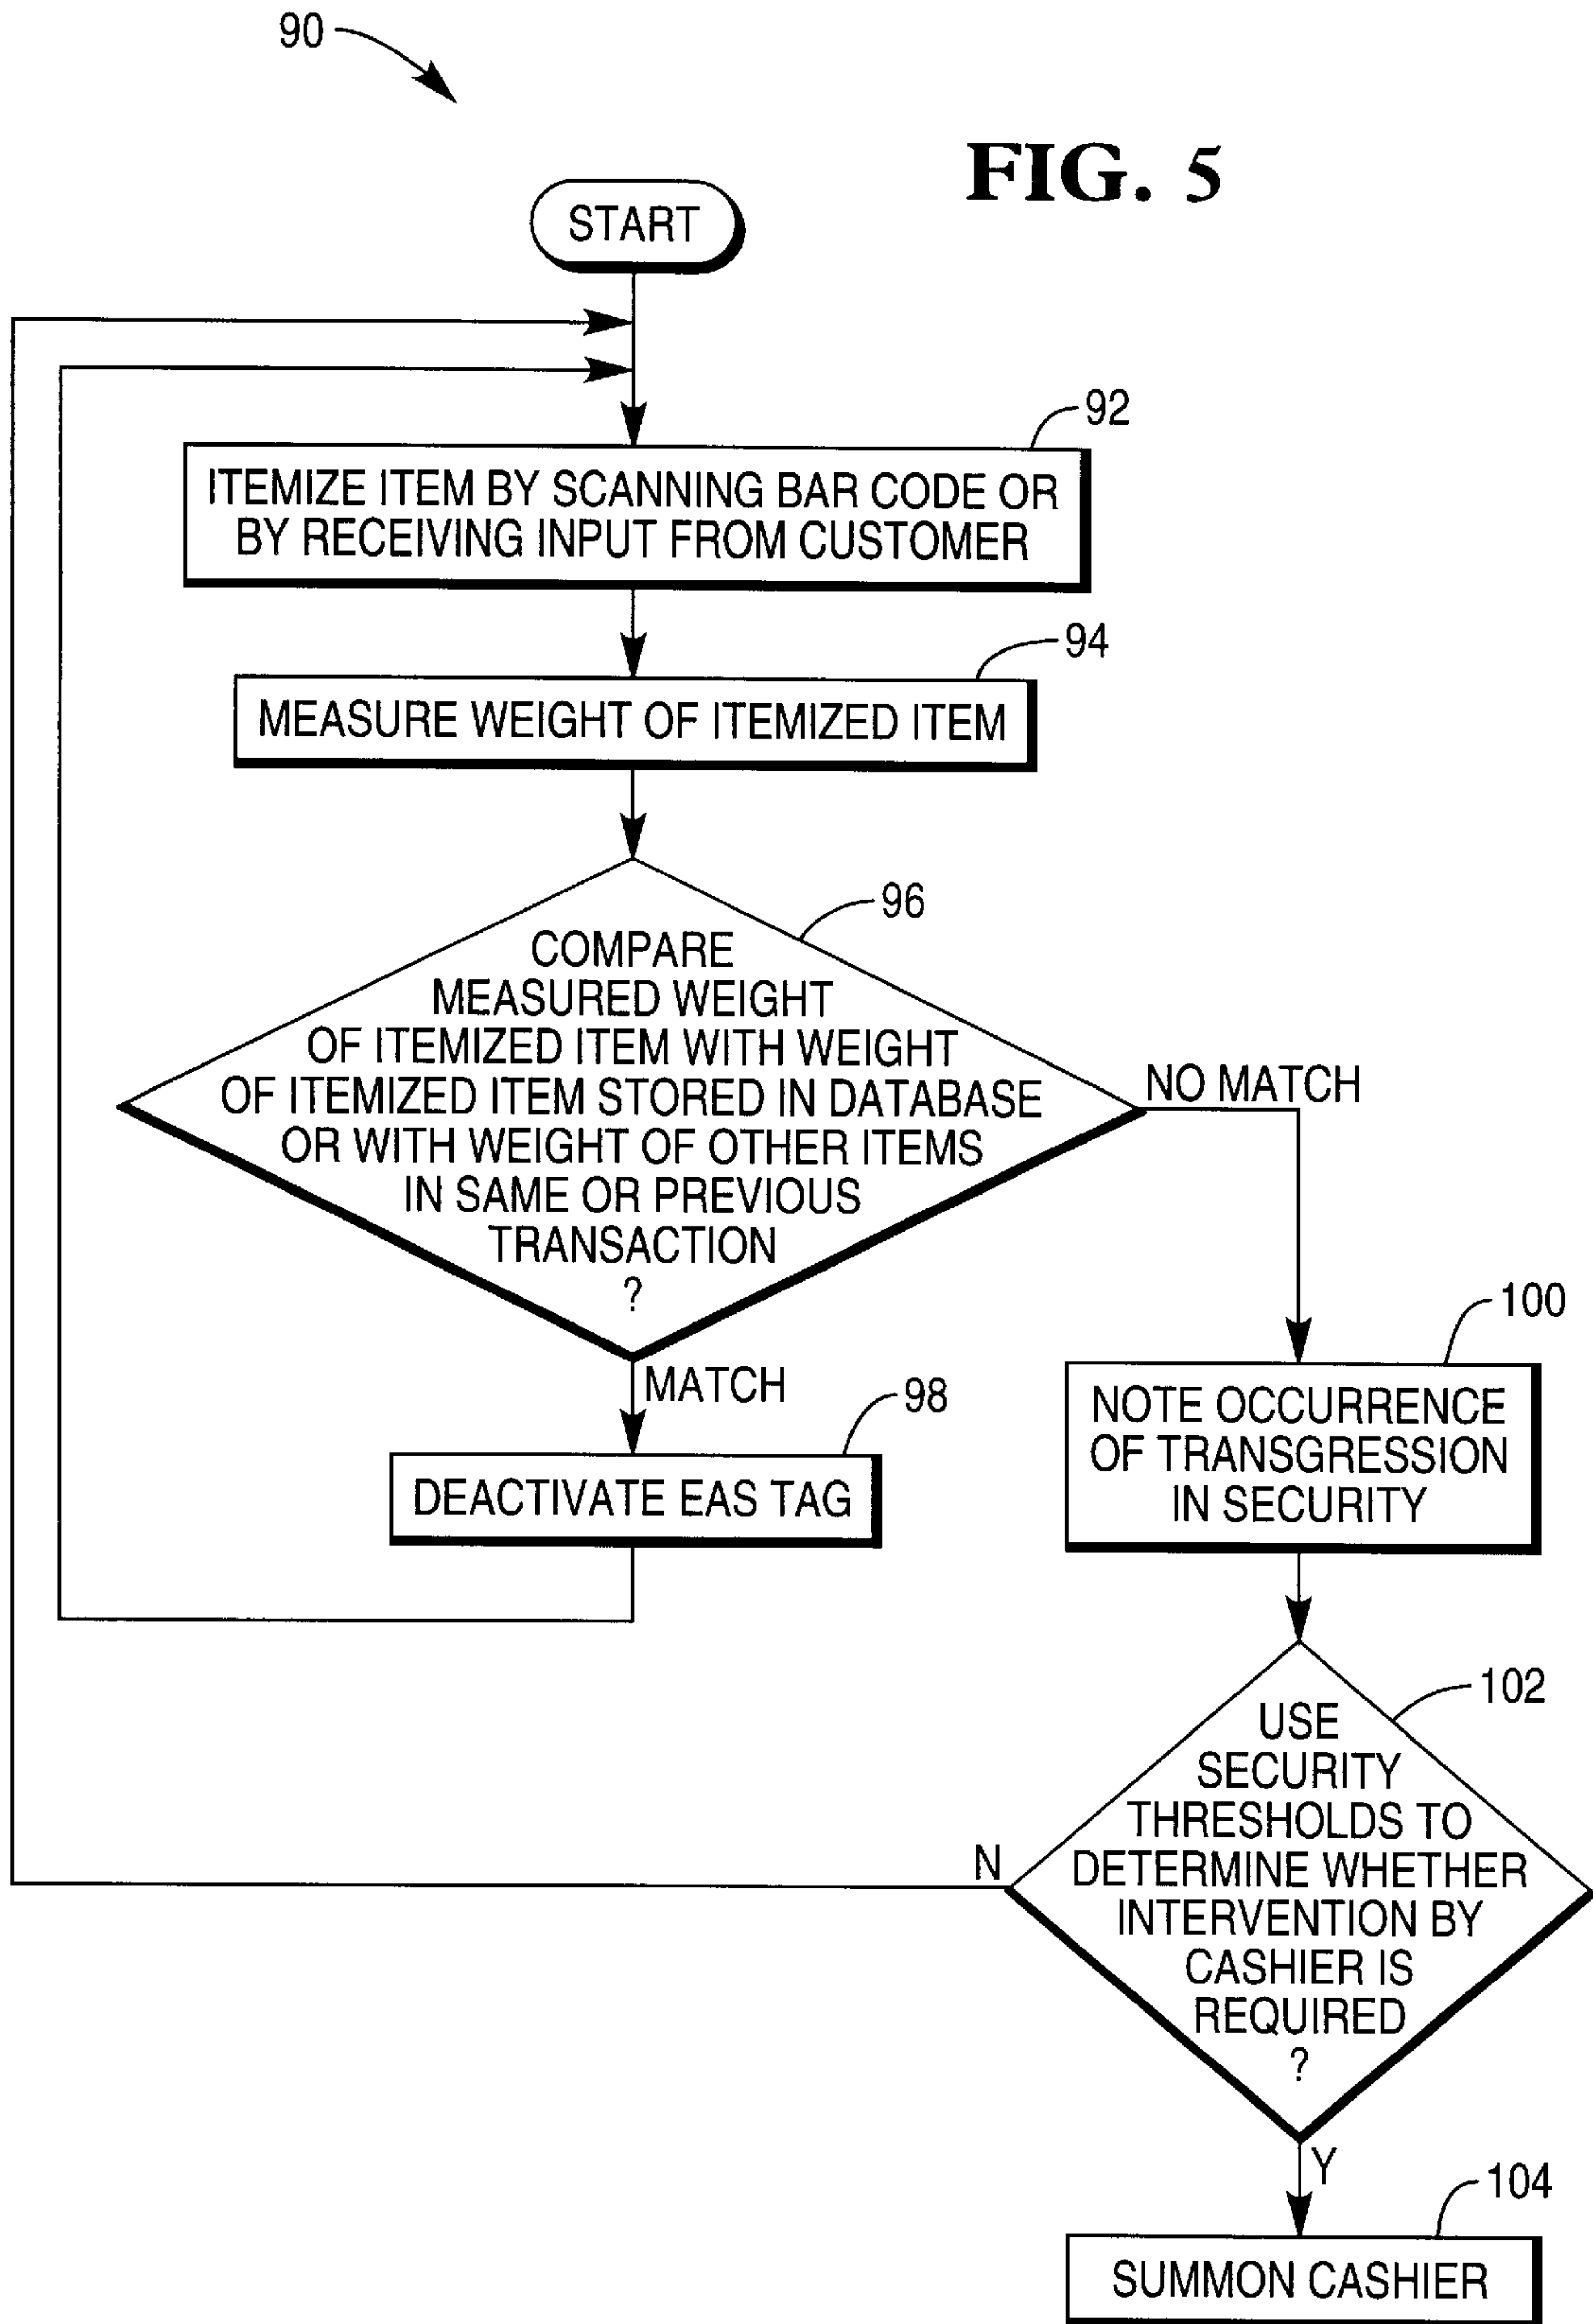 90
FIG. 5
START
92
ITEMIZE ITEM BY SCANNING BAR CODE OR
BY RECEIVING INPUT FROM CUSTOMER
94
MEASURE WEIGHT OF ITEMIZED ITEM
96
COMPARE
MEASURED WEIGHT
OF ITEMIZED ITEM WITH WEIGHT
OF ITEMIZED ITEM STORED IN DATABASE
OR WITH WEIGHT OF OTHER ITEMS
IN SAME OR PREVIOUS
TRANSACTION
?
NO MATCH
MATCH
98
DEACTIVATE EAS TAG
100
NOTE OCCURRENCE
OF TRANSGRESSION
IN SECURITY
102
USE
SECURITY
THRESHOLDS TO
DETERMINE WHETHER
INTERVENTION BY
CASHIER IS
REQUIRED
?
N
Y
104
SUMMON CASHIER